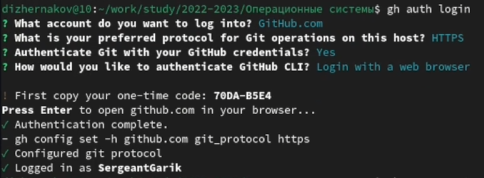 dizhernakov@10:~/work/study/2022-2023/Операционные системы$ gh auth login
? What account do you want to log into? GitHub.com
? What is your preferred protocol for Git operations on this host? HTTPS
? Authenticate Git with your GitHub credentials? Yes
? How would you like to authenticate GitHub CLI? Login with a web browser
! First copy your one-time code: 70DA-B5E4
Press Enter to open github.com in your browser...
✓ Authentication complete.
- gh config set -h github.com git_protocol https
✓ Configured git protocol
✓ Logged in as SergeantGarik